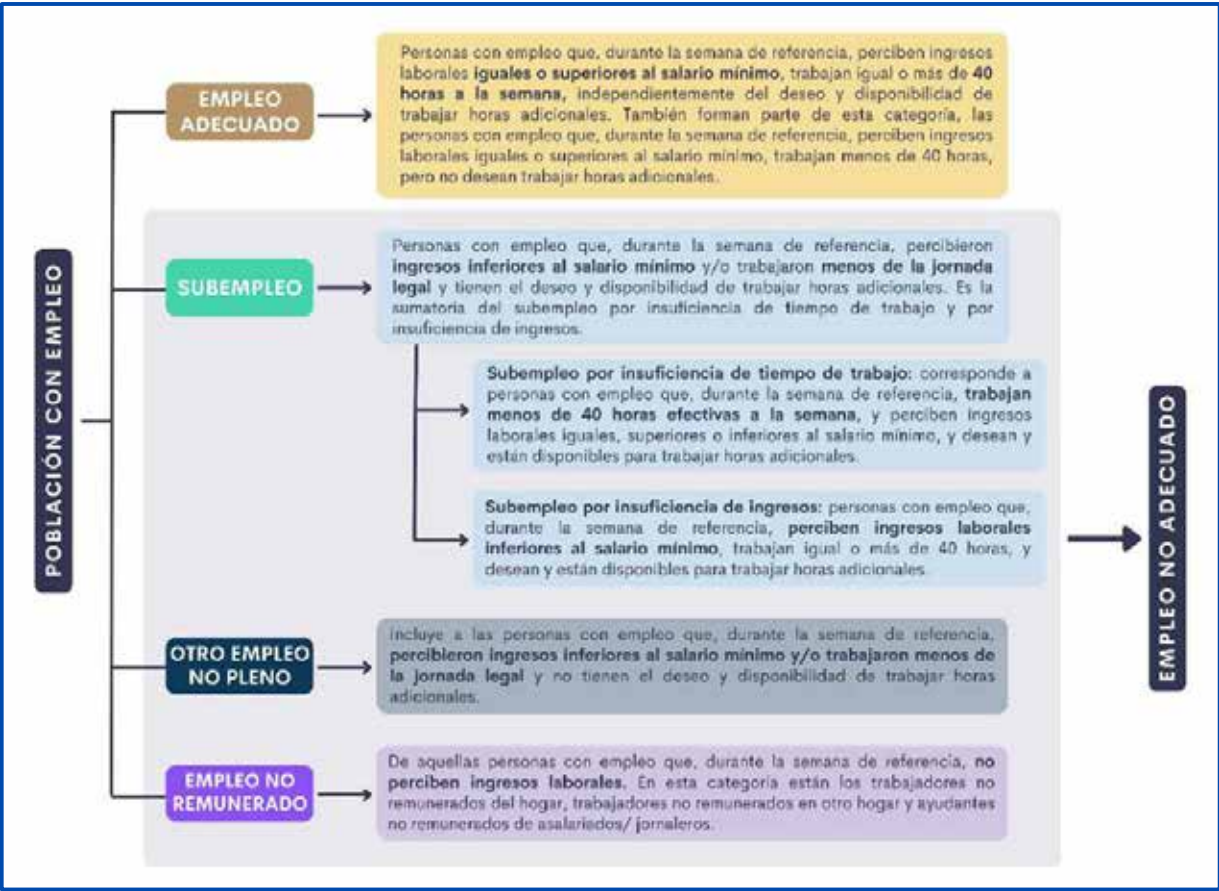 POBLACIÓN CON EMPLEO
EMPLEO
ADECUADO
Personas con empleo que, durante la semana de referencia, perciben ingresos
laborales iguales o superiores al salario mínimo, trabajan igual o más de 40
horas a la semana, independientemente del deseo y disponibilidad de
trabajar horas adicionales. También forman parte de esta categoría, las
personas con empleo que, durante la semana de referencia, perciben ingresos
laborales iguales o superiores al salario mínimo, trabajan menos de 40 horas,
pero no desean trabajar horas adicionales.
SUBEMPLEO
Personas con empleo que, durante la semana de referencia, percibieron
ingresos inferiores al salario mínimo y/o trabajaron menos de la jornada
legal y tienen el deseo y disponibilidad de trabajar horas adicionales. Es la
sumatoria del subempleo por insuficiencia de tiempo de trabajo y por
insuficiencia de ingresos.
Subempleo por insuficiencia de tiempo de trabajo: corresponde a
personas con empleo que, durante la semana de referencia, trabajan
menos de 40 horas efectivas a la semana, y perciben ingresos
laborales iguales, superiores o inferiores al salario mínimo, y desean y
están disponibles para trabajar horas adicionales.
Subempleo por insuficiencia de ingresos: personas con empleo que,
durante la semana de referencia, perciben ingresos laborales
inferiores al salario mínimo, trabajan igual o más de 40 horas, y
desean y están disponibles para trabajar horas adicionales.
OTRO EMPLEO
NO PLENO
Incluye a las personas con empleo que, durante la semana de referencia,
percibieron ingresos inferiores al salario mínimo y/o trabajaron menos de
la jornada legal y no tienen el deseo y disponibilidad de trabajar horas
adicionales.
EMPLEO NO
REMUNERADO
De aquellas personas con empleo que, durante la semana de referencia, no
perciben ingresos laborales. En esta categoría están los trabajadores no
remunerados del hogar, trabajadores no remunerados en otro hogar y ayudantes
no remunerados de asalariados/ jornaleros.
EMPLEO NO ADECUADO